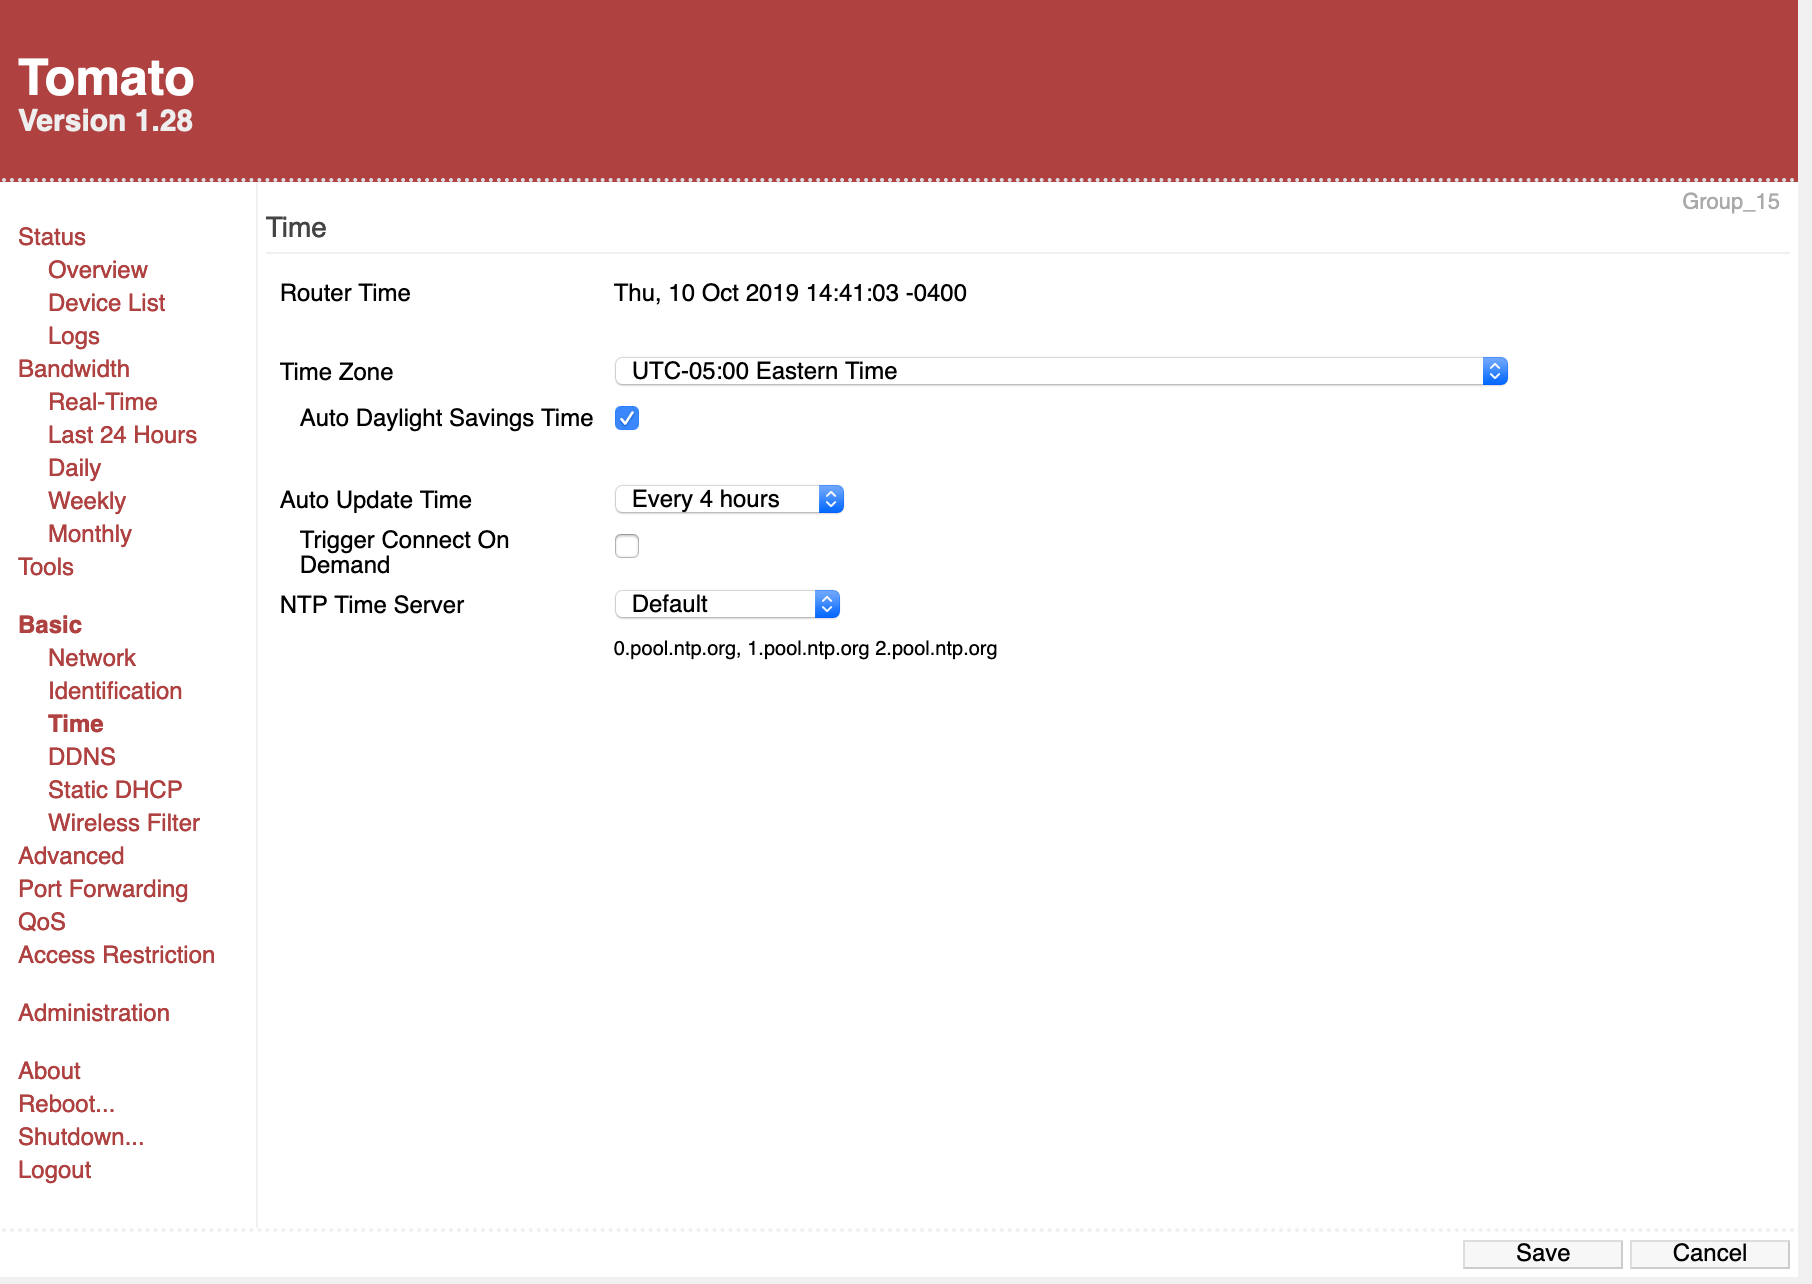 Tomato
Version 1.28
Group_15
Status
Overview
Device List
Logs
Bandwidth
Real-Time
Last 24 Hours
Daily
Weekly
Monthly
Tools
Basic
Network
Identification
Time
DDNS
Static DHCP
Wireless Filter
Advanced
Port Forwarding
QoS
Access Restriction
Administration
About
Reboot...
Shutdown...
Logout
Time
Router Time Thu, 10 Oct 2019 14:41:03 -0400
Time Zone UTC-05:00 Eastern Time
Auto Daylight Savings Time
Auto Update Time Every 4 hours
Trigger Connect On
Demand
NTP Time Server Default
0.pool.ntp.org, 1.pool.ntp.org 2.pool.ntp.org
Save Cancel